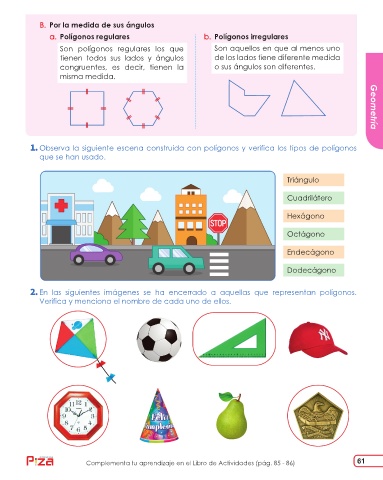 B. Por la medida de sus ángulos
a. Polígonos regulares
Son polígonos regulares los que
tienen todos sus lados y ángulos
congruentes, es decir, tienen la
misma medida.
b. Polígonos irregulares
Son aquellos en que al menos uno
de los lados tiene diferente medida
o sus ángulos son diferentes.
Geometría
1. Observa la siguiente escena construida con polígonos y verifica los tipos de polígonos
que se han usado.
STOP
Triángulo
Cuadrilátero
Hexágono
Octágono
Endecágono
Dodecágono
2. En las siguientes imágenes se ha encerrado a aquellas que representan polígonos.
Verifica y menciona el nombre de cada uno de ellos.
NY
Feliz
cumpleaños
Complementa tu aprendizaje en el Libro de Actividades (pág. 85 - 86)
61